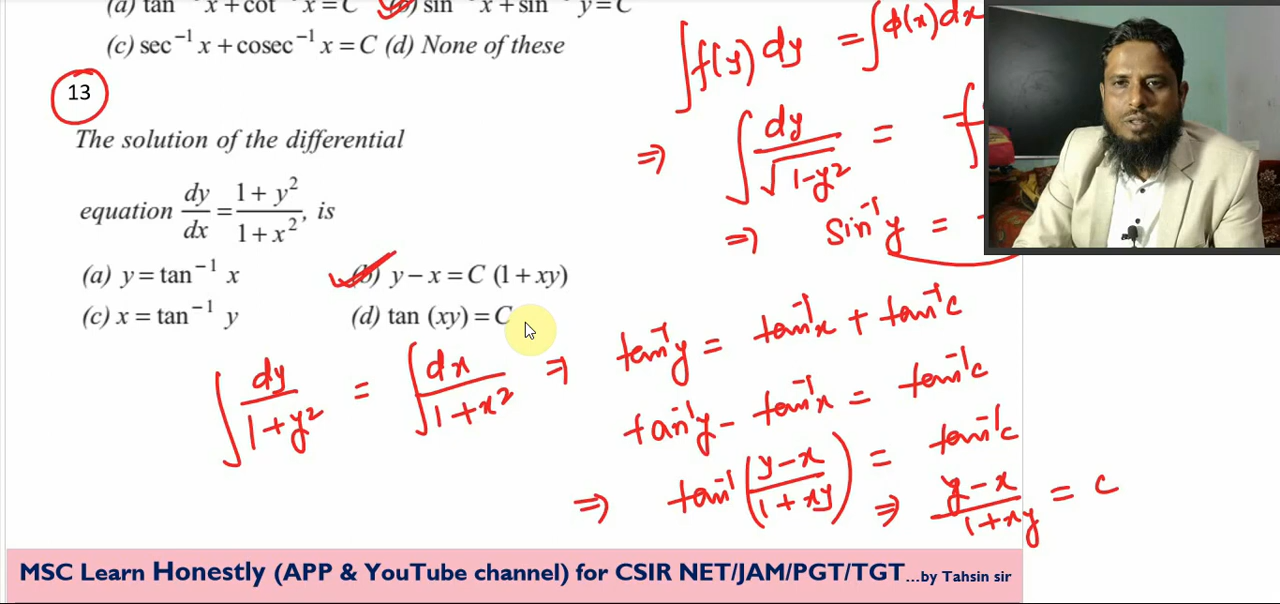 (a) tan⁻¹ x + cot⁻¹ x = C (b) sin⁻¹ x + sin⁻¹ y = C
(c) sec⁻¹ x + cosec⁻¹ x = C (d) None of these
13
The solution of the differential
equation dy/dx = (1 + y²)/(1 + x²), is
(a) y = tan⁻¹ x (b) y − x = C (1 + xy)
(c) x = tan⁻¹ y (d) tan (xy) = C
∫f(y) dy = ∫φ(x) dx
⇒ ∫ dy/√(1-y²) = -∫
⇒ sin⁻¹y = -
∫ dy/(1+y²) = ∫ dx/(1+x²) ⇒ tan⁻¹y = tan⁻¹x + tan⁻¹c
tan⁻¹y - tan⁻¹x = tan⁻¹c
⇒ tan⁻¹((y-x)/(1+xy)) = tan⁻¹c
⇒ (y-x)/(1+xy) = c
MSC Learn Honestly (APP & YouTube channel) for CSIR NET/JAM/PGT/TGT...by Tahsin sir